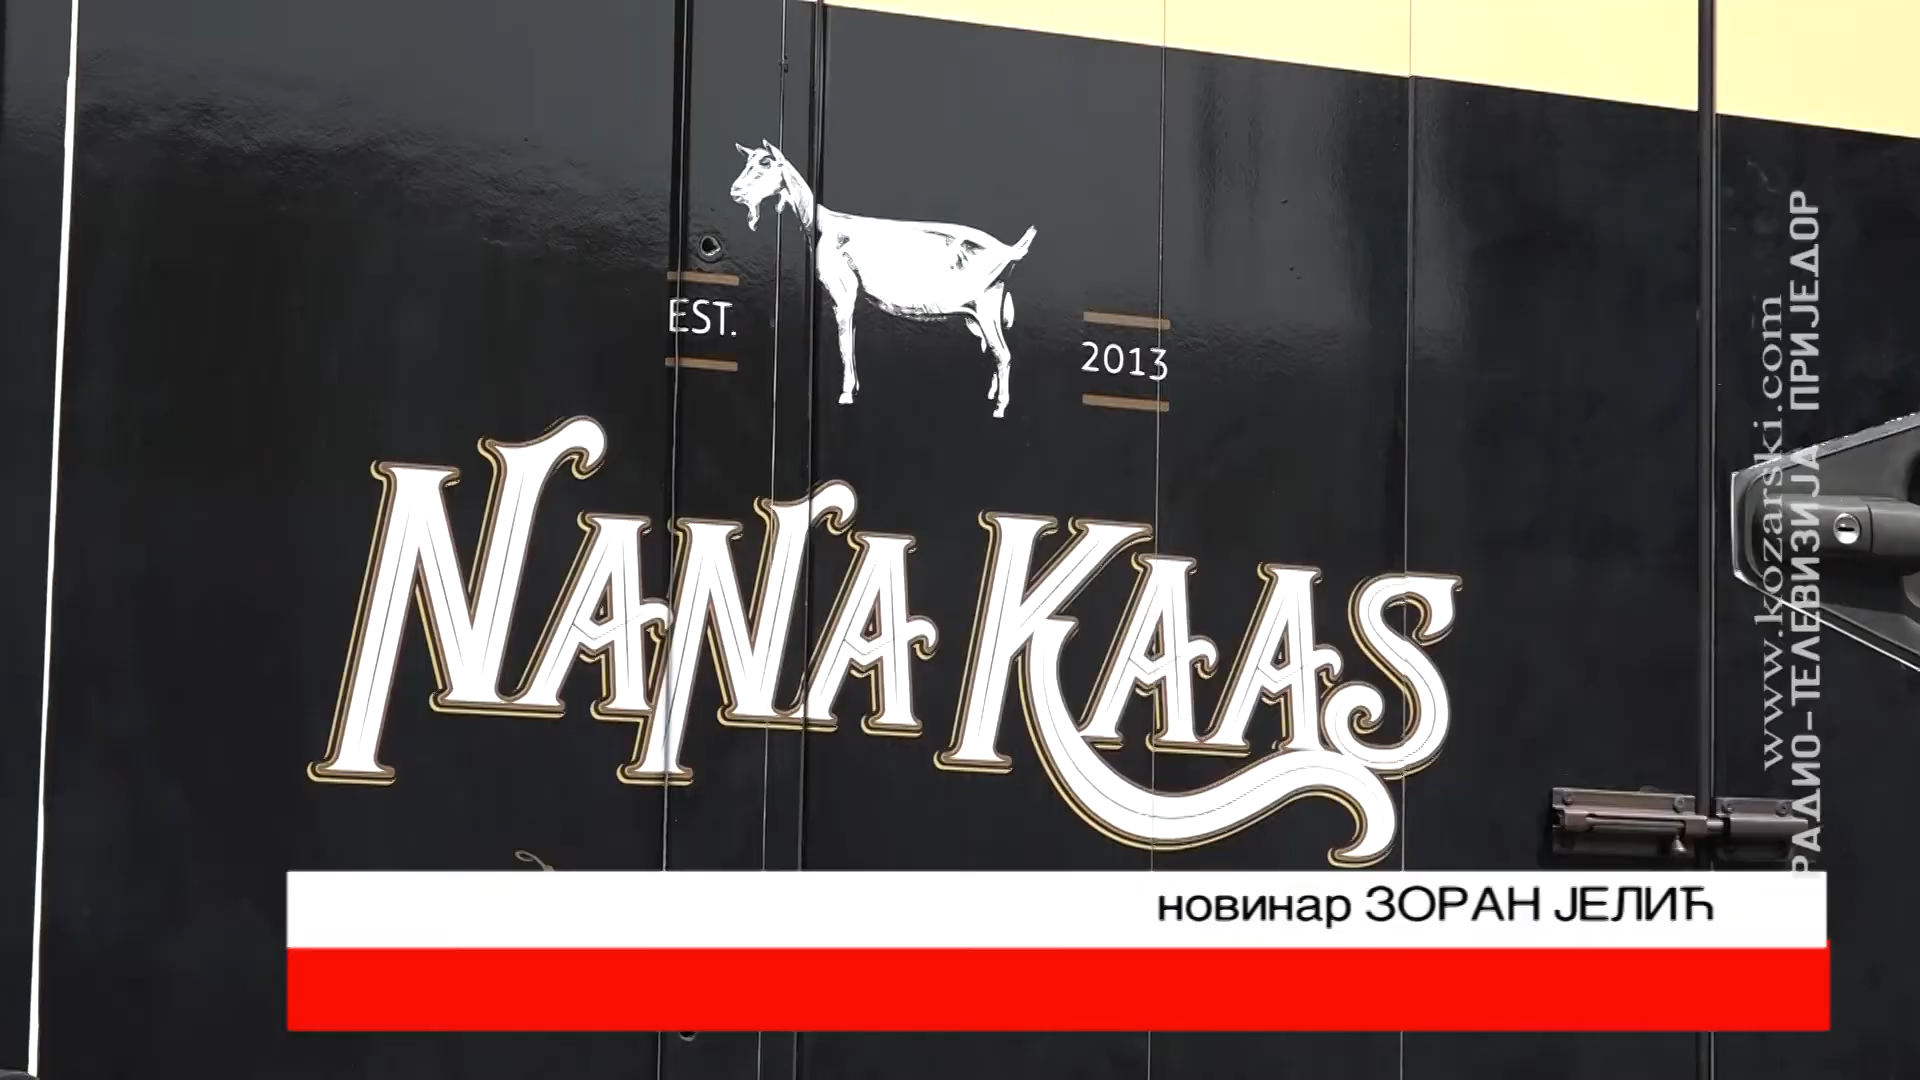 EST.
2013
NANA KAAS
www.kozarski.com
РАДИО-ТЕЛЕВИЗИЈА ПРИЈЕДОР
новинар ЗОРАН ЈЕЛИЋ